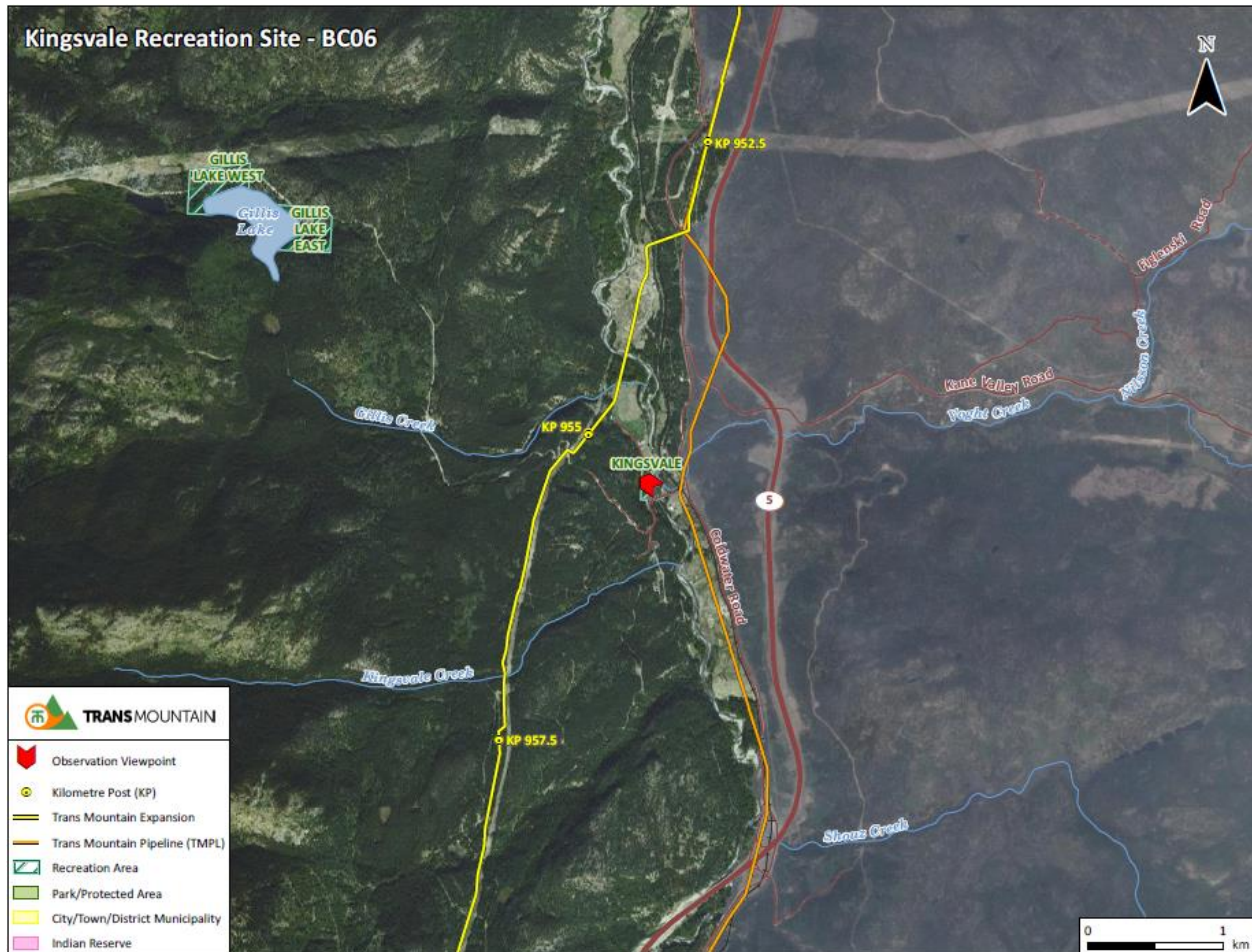 Kingsvale Recreation Site - BC06
N
KP 952.5
GILLIS
LAKE WEST
Gillis
Lake
GILLIS
LAKE
EAST
Figlenski Road
Nilsson Creek
Kane Valley Road
Voght Creek
Gillis Creek
KP 955
KINGSVALE
5
Coldwater Road
Kingsvale Creek
KP 957.5
Shouz Creek
TRANSMOUNTAIN
Observation Viewpoint
Kilometre Post (KP)
Trans Mountain Expansion
Trans Mountain Pipeline (TMPL)
Recreation Area
Park/Protected Area
City/Town/District Municipality
Indian Reserve
0 1
km